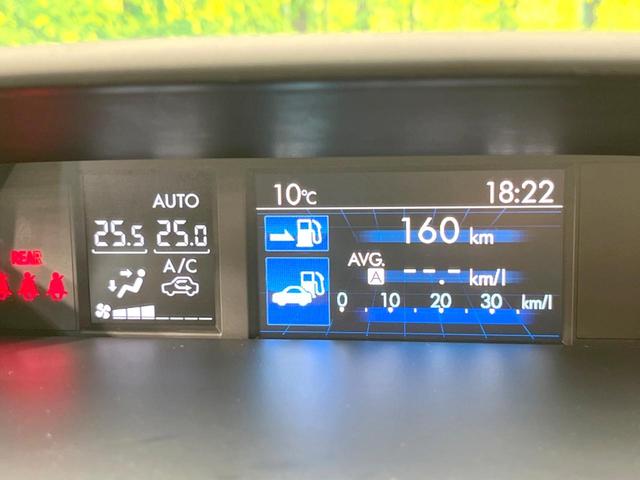 REAR
AUTO
25.5 25.0
A/C
10°C 18:22
160 km
AVG.
A --.- km/l
0 10 20 30 km/l